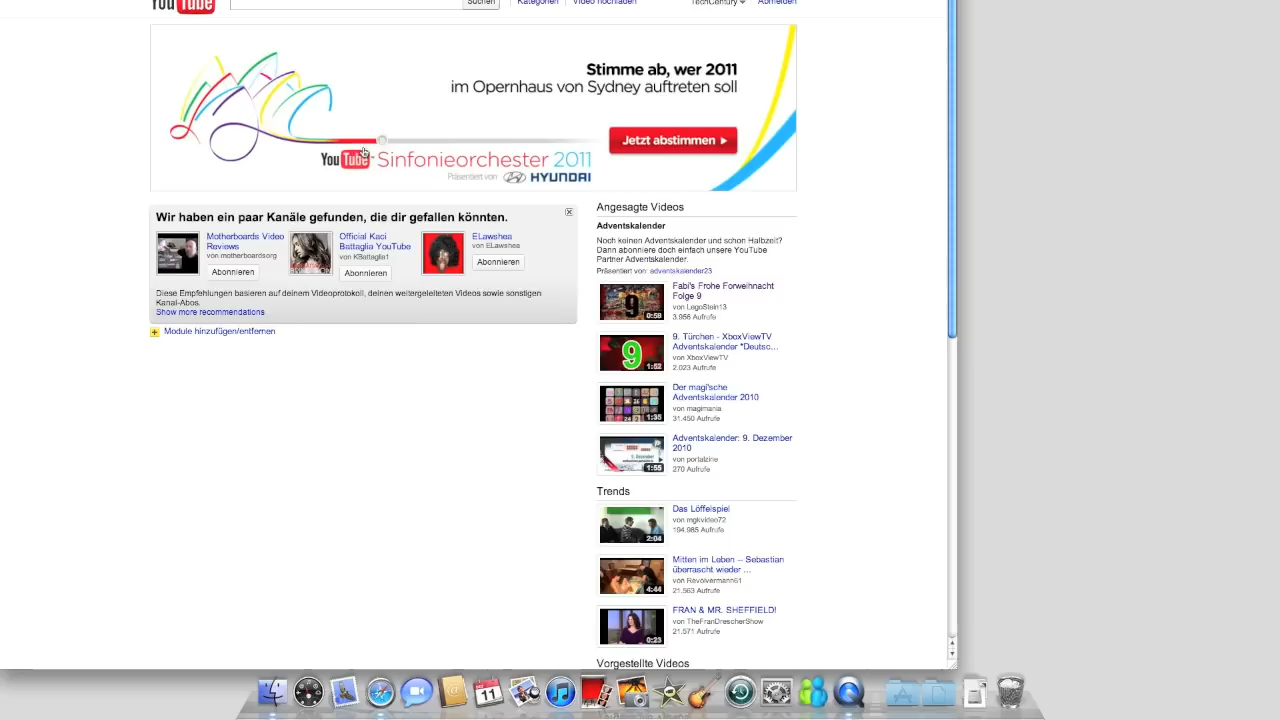 You Tube
Suchen
Kategorien
Video hochladen
TechCentury
Abmelden
Stimme ab, wer 2011
im Opernhaus von Sydney auftreten soll
Jetzt abstimmen
YouTube Sinfonieorchester 2011
Präsentiert von: HYUNDAI
Wir haben ein paar Kanäle gefunden, die dir gefallen könnten.
Motherboards Video
Reviews
von motherboardsorg
Abonnieren
Official Kaci
Battaglia YouTube
von KBattaglia1
Abonnieren
ELawshea
von ELawshea
Abonnieren
Diese Empfehlungen basieren auf deinem Videoprotokoll, deinen weitergeleiteten Videos sowie sonstigen
Kanal-Abos.
Show more recommendations
Module hinzufügen/entfernen
Angesagte Videos
Adventskalender
Noch keinen Adventskalender und schon Halbzeit?
Dann abonniere doch einfach unsere YouTube
Partner Adventskalender.
Präsentiert von: adventskalender23
0:58
Fabi's Frohe Forweihnacht
Folge 9
von LegoStein13
3.956 Aufrufe
9
1:52
9. Türchen - XboxViewTV
Adventskalender *Deutsc...
von XboxViewTV
2.023 Aufrufe
1:35
Der magi'sche
Adventskalender 2010
von magimania
31.450 Aufrufe
1:55
Adventskalender: 9. Dezember
2010
von portalzine
270 Aufrufe
Trends
2:04
Das Löffelspiel
von mgkvideo72
194.985 Aufrufe
4:44
Mitten im Leben – Sebastian
überrascht wieder ...
von Revolvermann61
21.563 Aufrufe
0:23
FRAN & MR. SHEFFIELD!
von TheFranDrescherShow
21.571 Aufrufe
Vorgestellte Videos
11